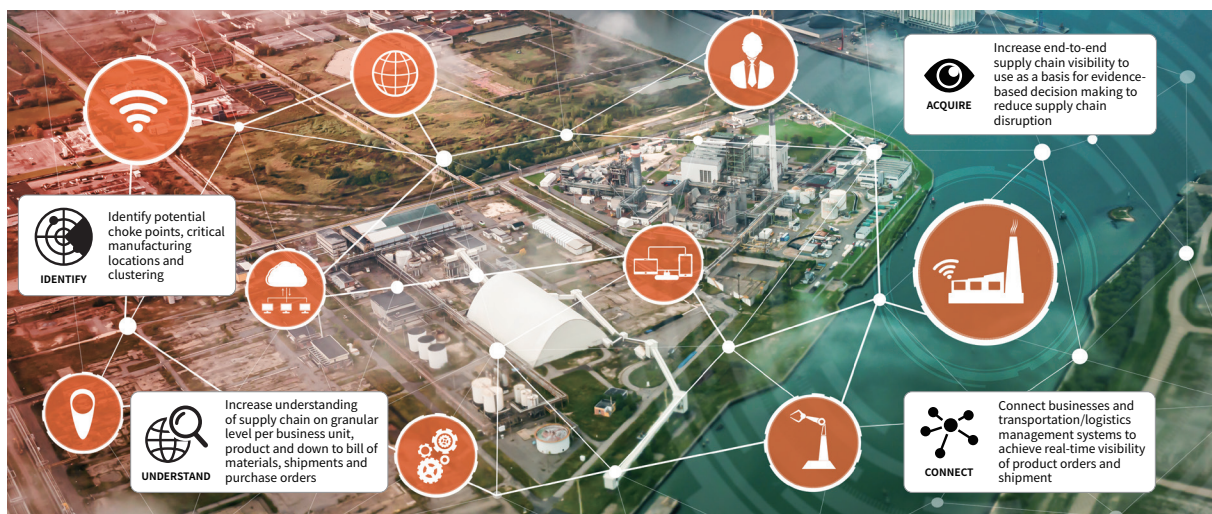 ACQUIRE
Increase end-to-end
supply chain visibility to
use as a basis for evidence-
based decision making to
reduce supply chain
disruption
IDENTIFY
Identify potential
choke points, critical
manufacturing
locations and
clustering
UNDERSTAND
Increase understanding
of supply chain on granular
level per business unit,
product and down to bill of
materials, shipments and
purchase orders
CONNECT
Connect businesses and
transportation/logistics
management systems to
achieve real-time visibility
of product orders and
shipment